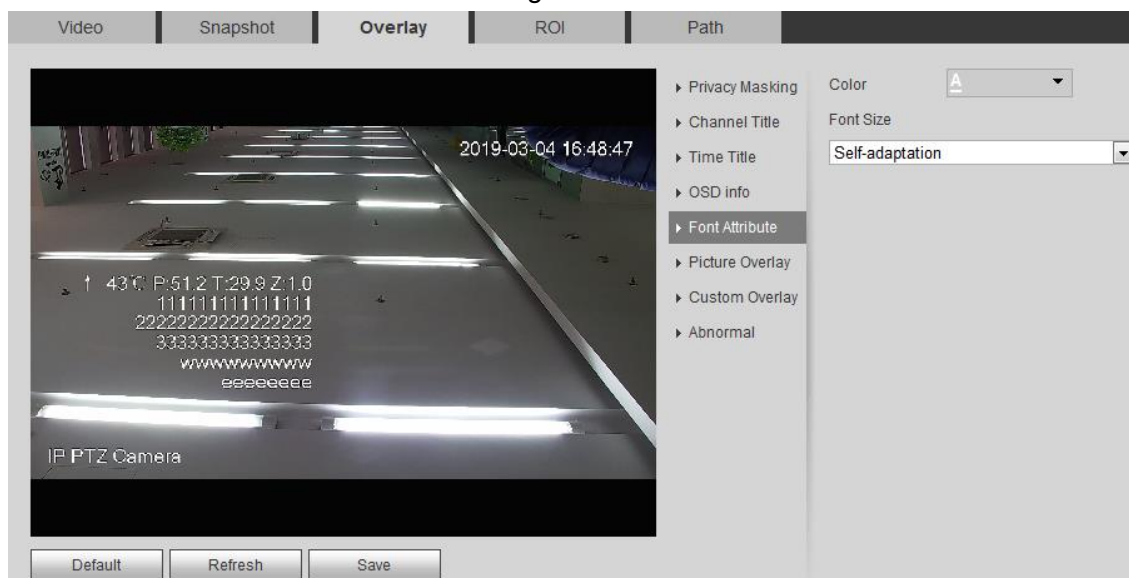 Video Snapshot Overlay ROI Path
2019-03-04 16:48:47
↑ 43℃ P:51.2 T:29.9 Z:1.0
111111111111111
22222222222222222
333333333333333
wwwwwwwwww
eeeeeeee
IP PTZ Camera
Privacy Masking
Channel Title
Time Title
OSD info
Font Attribute
Picture Overlay
Custom Overlay
Abnormal
Color A
Font Size
Self-adaptation
Default Refresh Save